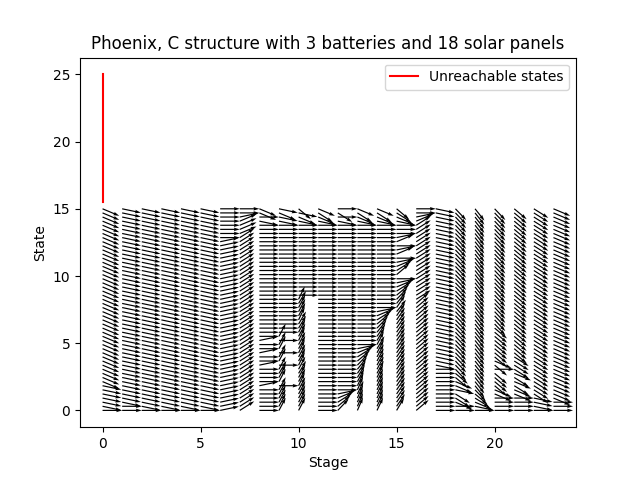 Phoenix, C structure with 3 batteries and 18 solar panels
Unreachable states
25
20
15
10
5
0
State
0 5 10 15 20
Stage